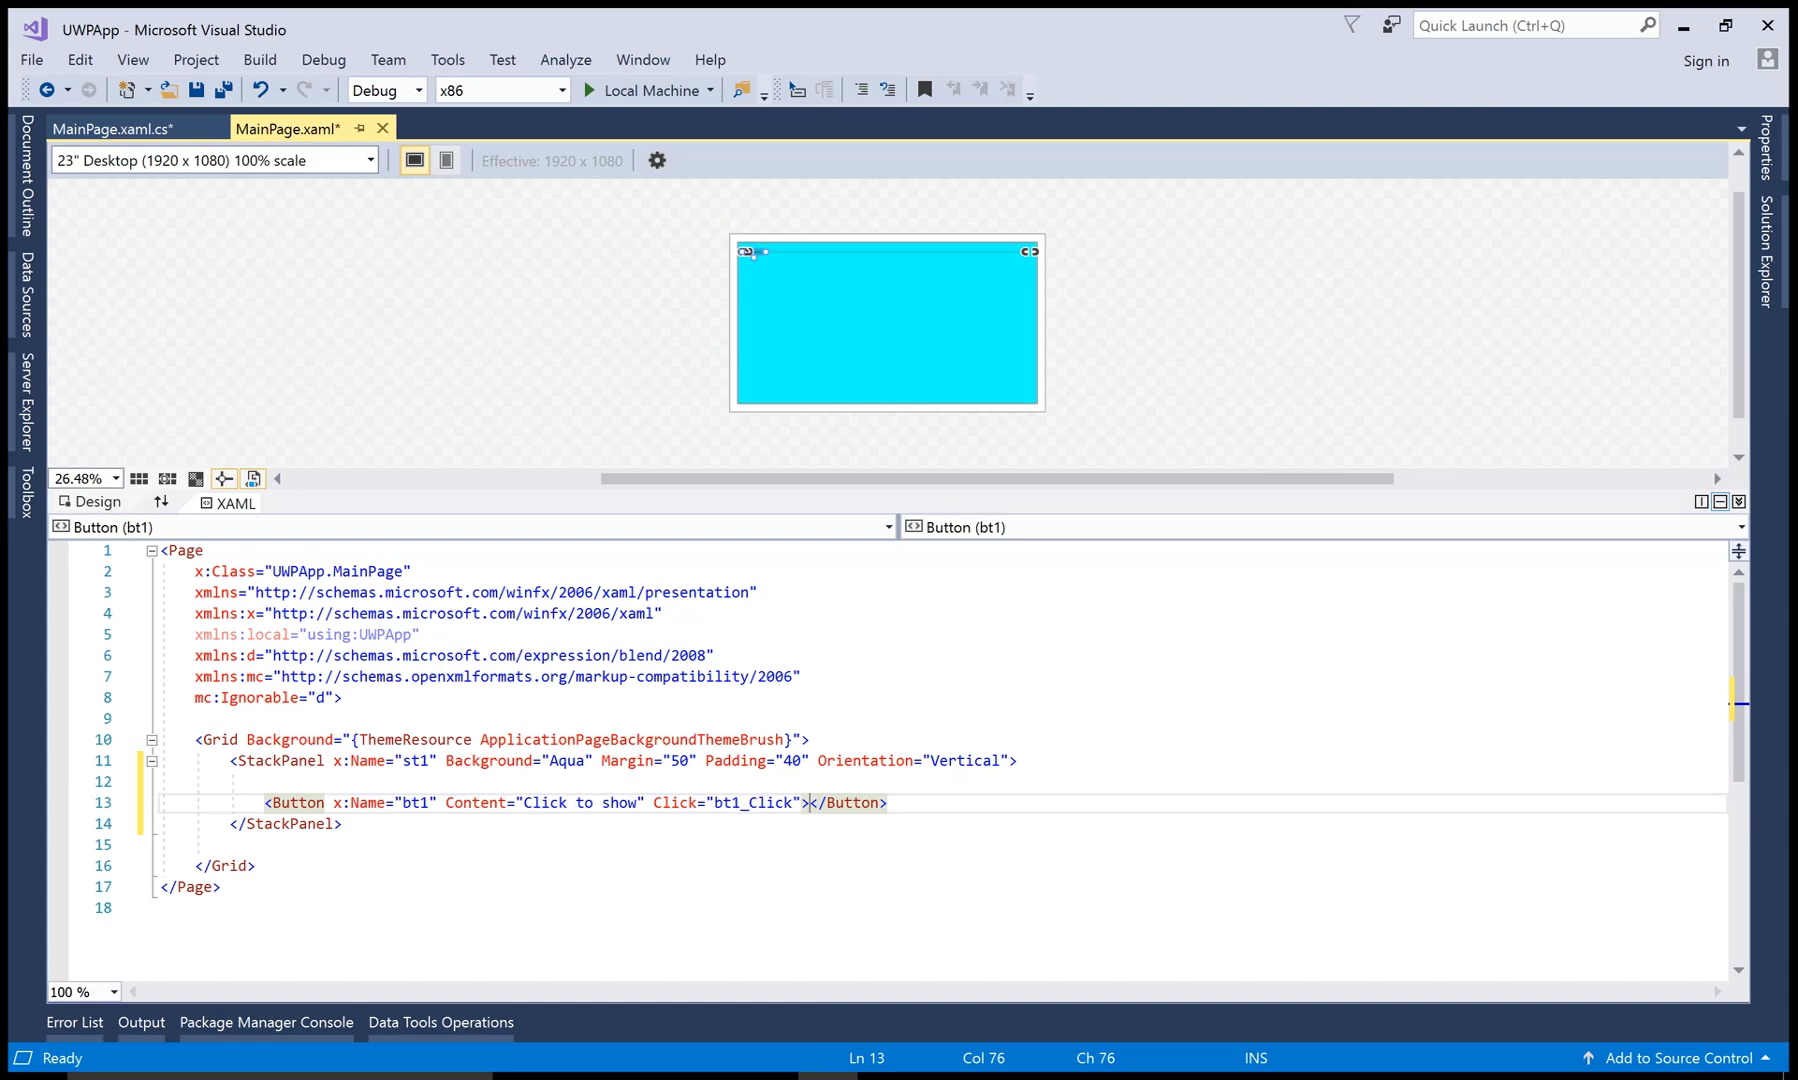 UWPApp - Microsoft Visual Studio
Quick Launch (Ctrl+Q)
File Edit View Project Build Debug Team Tools Test Analyze Window Help
Sign in
Debug x86 Local Machine
MainPage.xaml.cs* MainPage.xaml*
23" Desktop (1920 x 1080) 100% scale Effective: 1920 x 1080
Document Outline
Data Sources
Server Explorer
Toolbox
Properties
Solution Explorer
26.48%
Design XAML
Button (bt1) Button (bt1)
1 <Page
2 x:Class="UWPApp.MainPage"
3 xmlns="http://schemas.microsoft.com/winfx/2006/xaml/presentation"
4 xmlns:x="http://schemas.microsoft.com/winfx/2006/xaml"
5 xmlns:local="using:UWPApp"
6 xmlns:d="http://schemas.microsoft.com/expression/blend/2008"
7 xmlns:mc="http://schemas.openxmlformats.org/markup-compatibility/2006"
8 mc:Ignorable="d">
9
10 <Grid Background="{ThemeResource ApplicationPageBackgroundThemeBrush}">
11 <StackPanel x:Name="st1" Background="Aqua" Margin="50" Padding="40" Orientation="Vertical">
12
13 <Button x:Name="bt1" Content="Click to show" Click="bt1_Click"></Button>
14 </StackPanel>
15
16 </Grid>
17 </Page>
18
100 %
Error List Output Package Manager Console Data Tools Operations
Ready Ln 13 Col 76 Ch 76 INS Add to Source Control